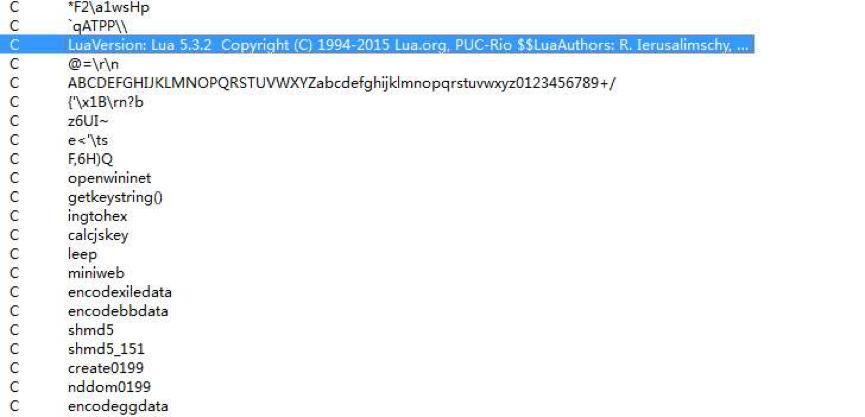 C *F2\a1wsHp
C `qATPP\\
C LuaVersion: Lua 5.3.2 Copyright (C) 1994-2015 Lua.org, PUC-Rio $$LuaAuthors: R. Ierusalimschy, ...
C @=\r\n
C ABCDEFGHIJKLMNOPQRSTUVWXYZabcdefghijklmnopqrstuvwxyz0123456789+/
C {'\x1B\rn?b
C z6UI~
C e<'\ts
C F,6H)Q
C openwininet
C getkeystring()
C ingtohex
C calcjskey
C leep
C miniweb
C encodexiledata
C encodebbdata
C shmd5
C shmd5_151
C create0199
C nddom0199
C encodeggdata